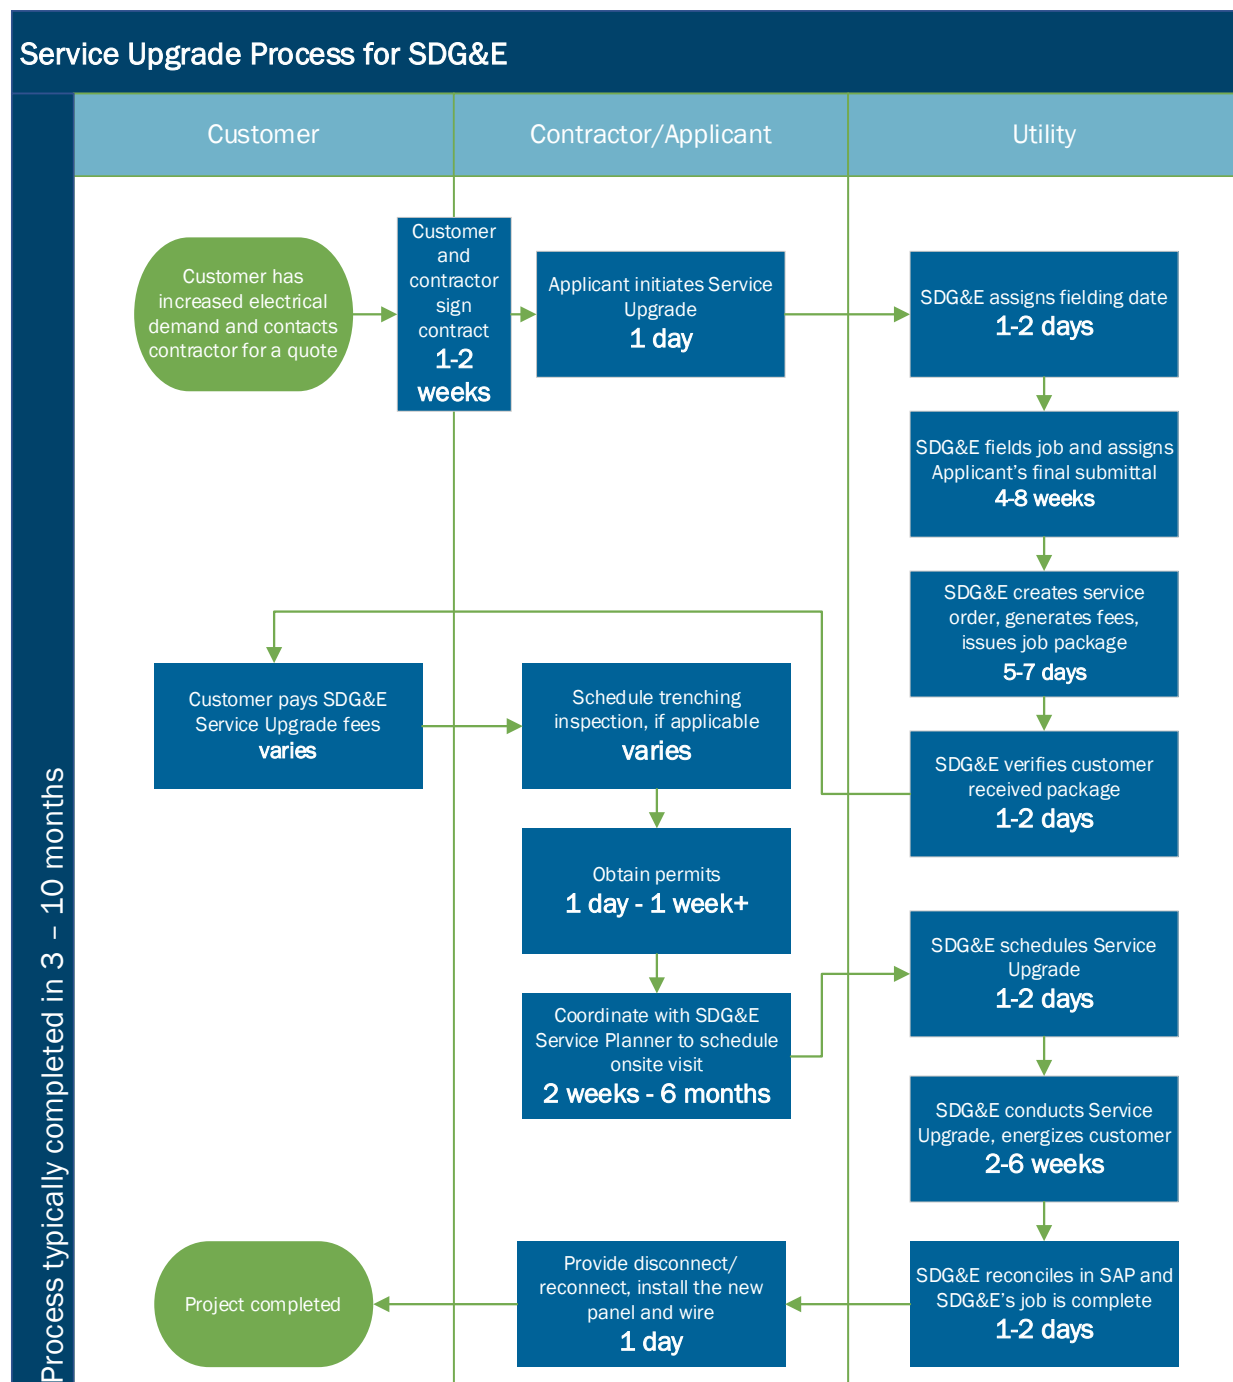 Service Upgrade Process for SDG&E
Customer
Contractor/Applicant
Utility
Process typically completed in 3 – 10 months
Customer has
increased electrical
demand and contacts
contractor for a quote
Customer
and
contractor
sign
contract
1-2
weeks
Applicant initiates Service
Upgrade
1 day
SDG&E assigns fielding date
1-2 days
SDG&E fields job and assigns
Applicant's final submittal
4-8 weeks
SDG&E creates service
order, generates fees,
issues job package
5-7 days
SDG&E verifies customer
received package
1-2 days
Customer pays SDG&E
Service Upgrade fees
varies
Schedule trenching
inspection, if applicable
varies
Obtain permits
1 day - 1 week+
Coordinate with SDG&E
Service Planner to schedule
onsite visit
2 weeks - 6 months
SDG&E schedules Service
Upgrade
1-2 days
SDG&E conducts Service
Upgrade, energizes customer
2-6 weeks
SDG&E reconciles in SAP and
SDG&E's job is complete
1-2 days
Provide disconnect/
reconnect, install the new
panel and wire
1 day
Project completed